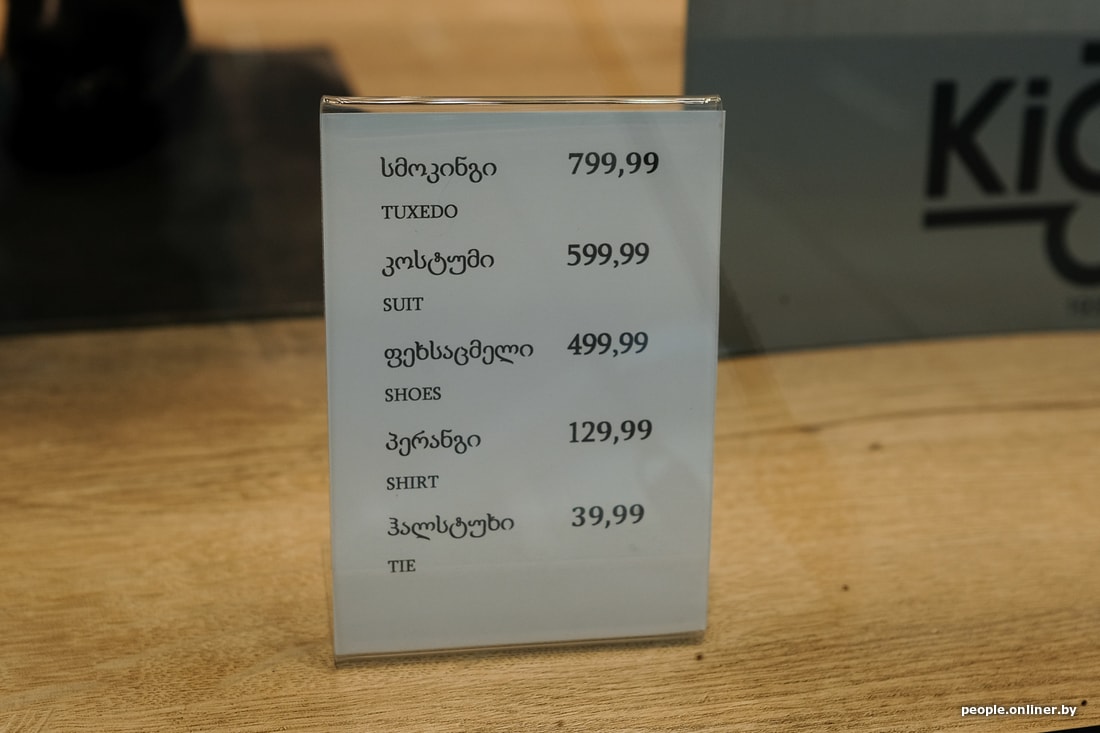 სმოკინგი 799,99
TUXEDO
კოსტუმი 599,99
SUIT
ფეხსაცმელი 499,99
SHOES
პერანგი 129,99
SHIRT
ჰალსტუხი 39,99
TIE
people.onliner.by